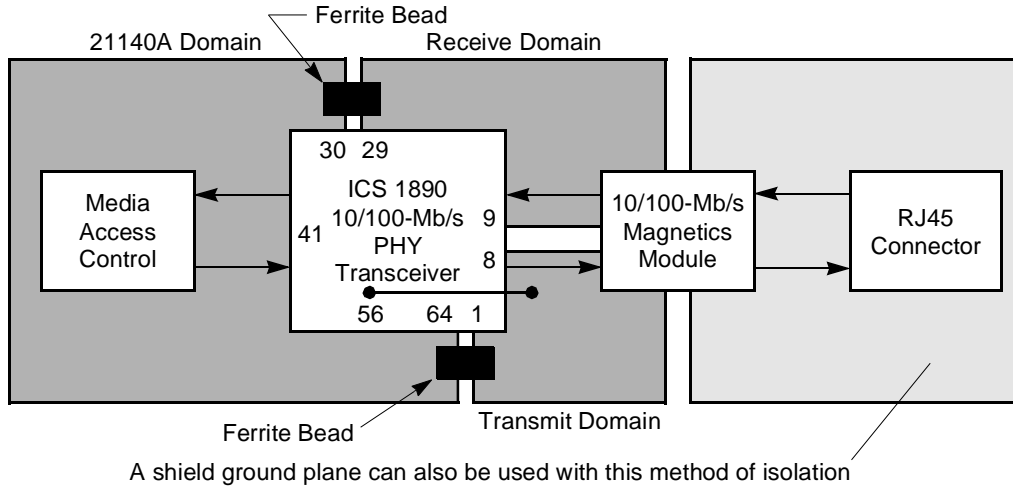 Ferrite Bead
21140A Domain
Receive Domain
30 29
Media
Access
Control
ICS 1890
10/100-Mb/s
PHY
Transceiver
41
9
8
56 64 1
10/100-Mb/s
Magnetics
Module
RJ45
Connector
Ferrite Bead
Transmit Domain
A shield ground plane can also be used with this method of isolation